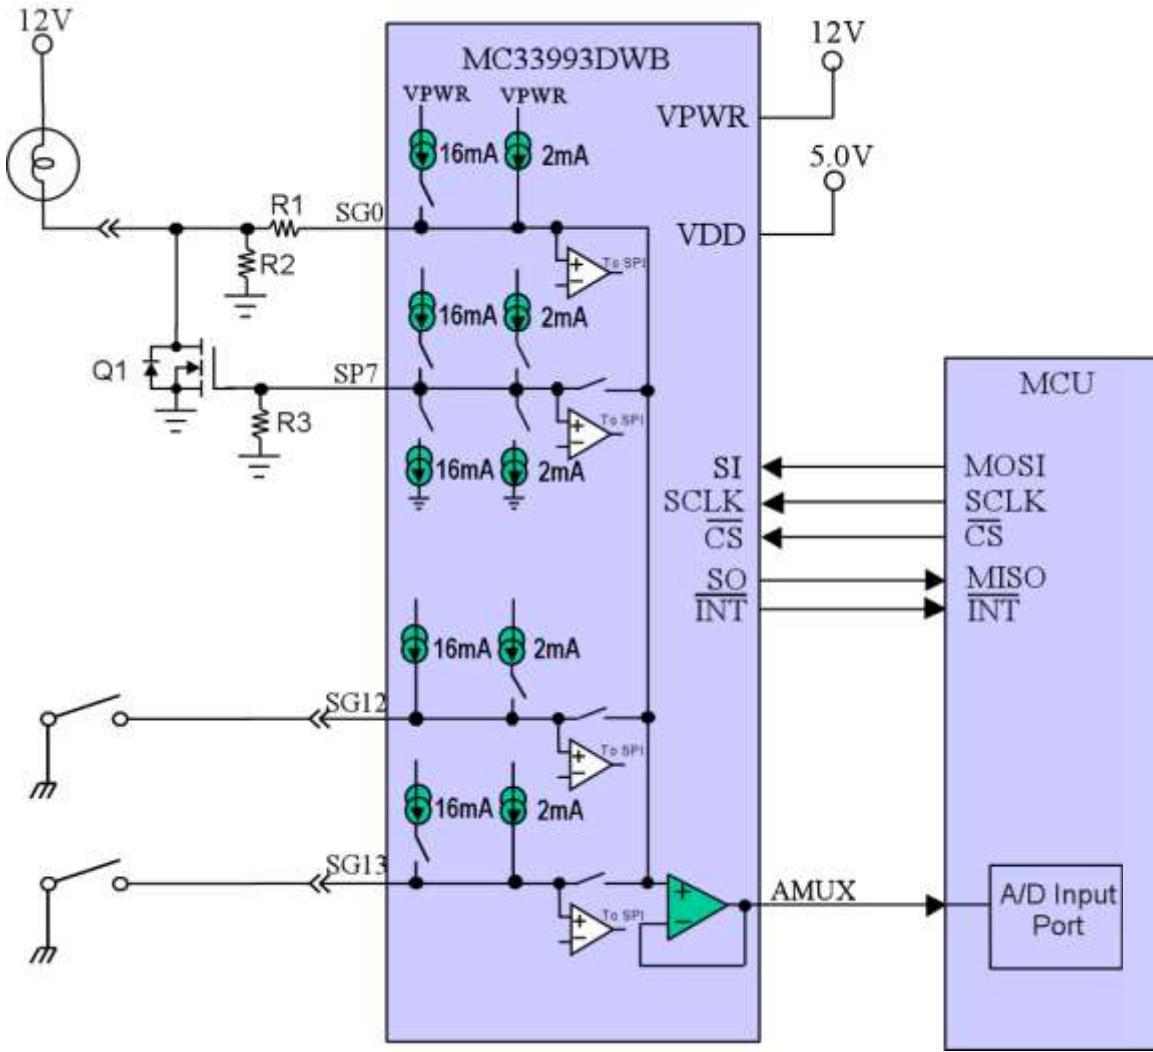 12V
MC33993DWB
12V
VPWR VPWR
VPWR
16mA 2mA
5.0V
R1
SG0
VDD
R2
To SPI
16mA 2mA
Q1
SP7
MCU
R3
To SPI
16mA 2mA
SI
MOSI
SCLK
SCLK
CS
CS
SO
MISO
INT
INT
16mA 2mA
SG12
To SPI
16mA 2mA
SG13
AMUX
A/D Input
Port
To SPI